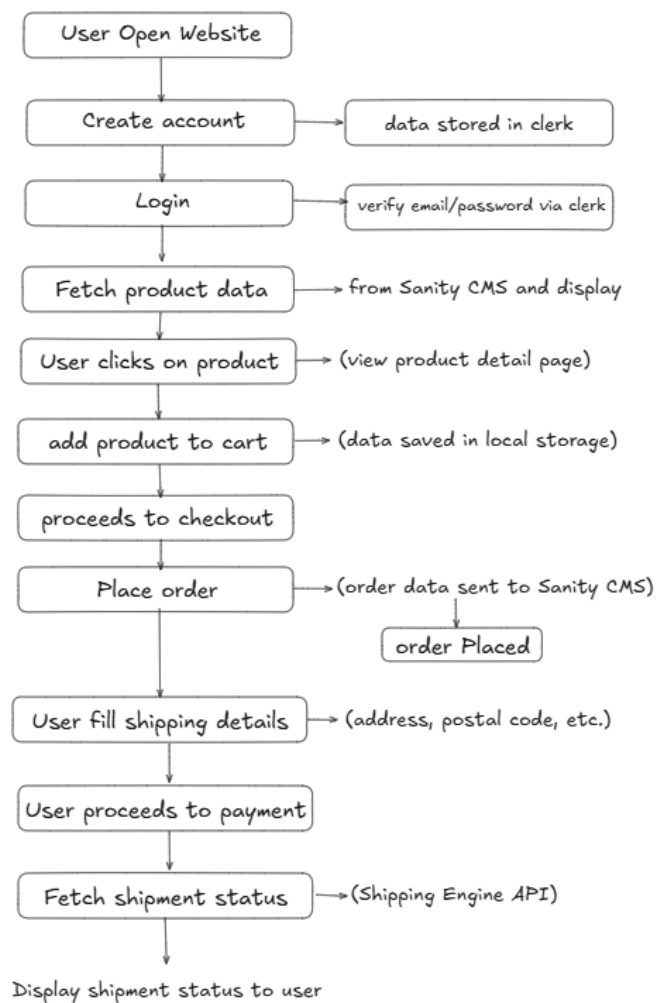 User Open Website
Create account
data stored in clerk
Login
verify email/password via clerk
Fetch product data
from Sanity CMS and display
User clicks on product
(view product detail page)
add product to cart
(data saved in local storage)
proceeds to checkout
Place order
(order data sent to Sanity CMS)
order Placed
User fill shipping details
(address, postal code, etc.)
User proceeds to payment
Fetch shipment status
(Shipping Engine API)
Display shipment status to user